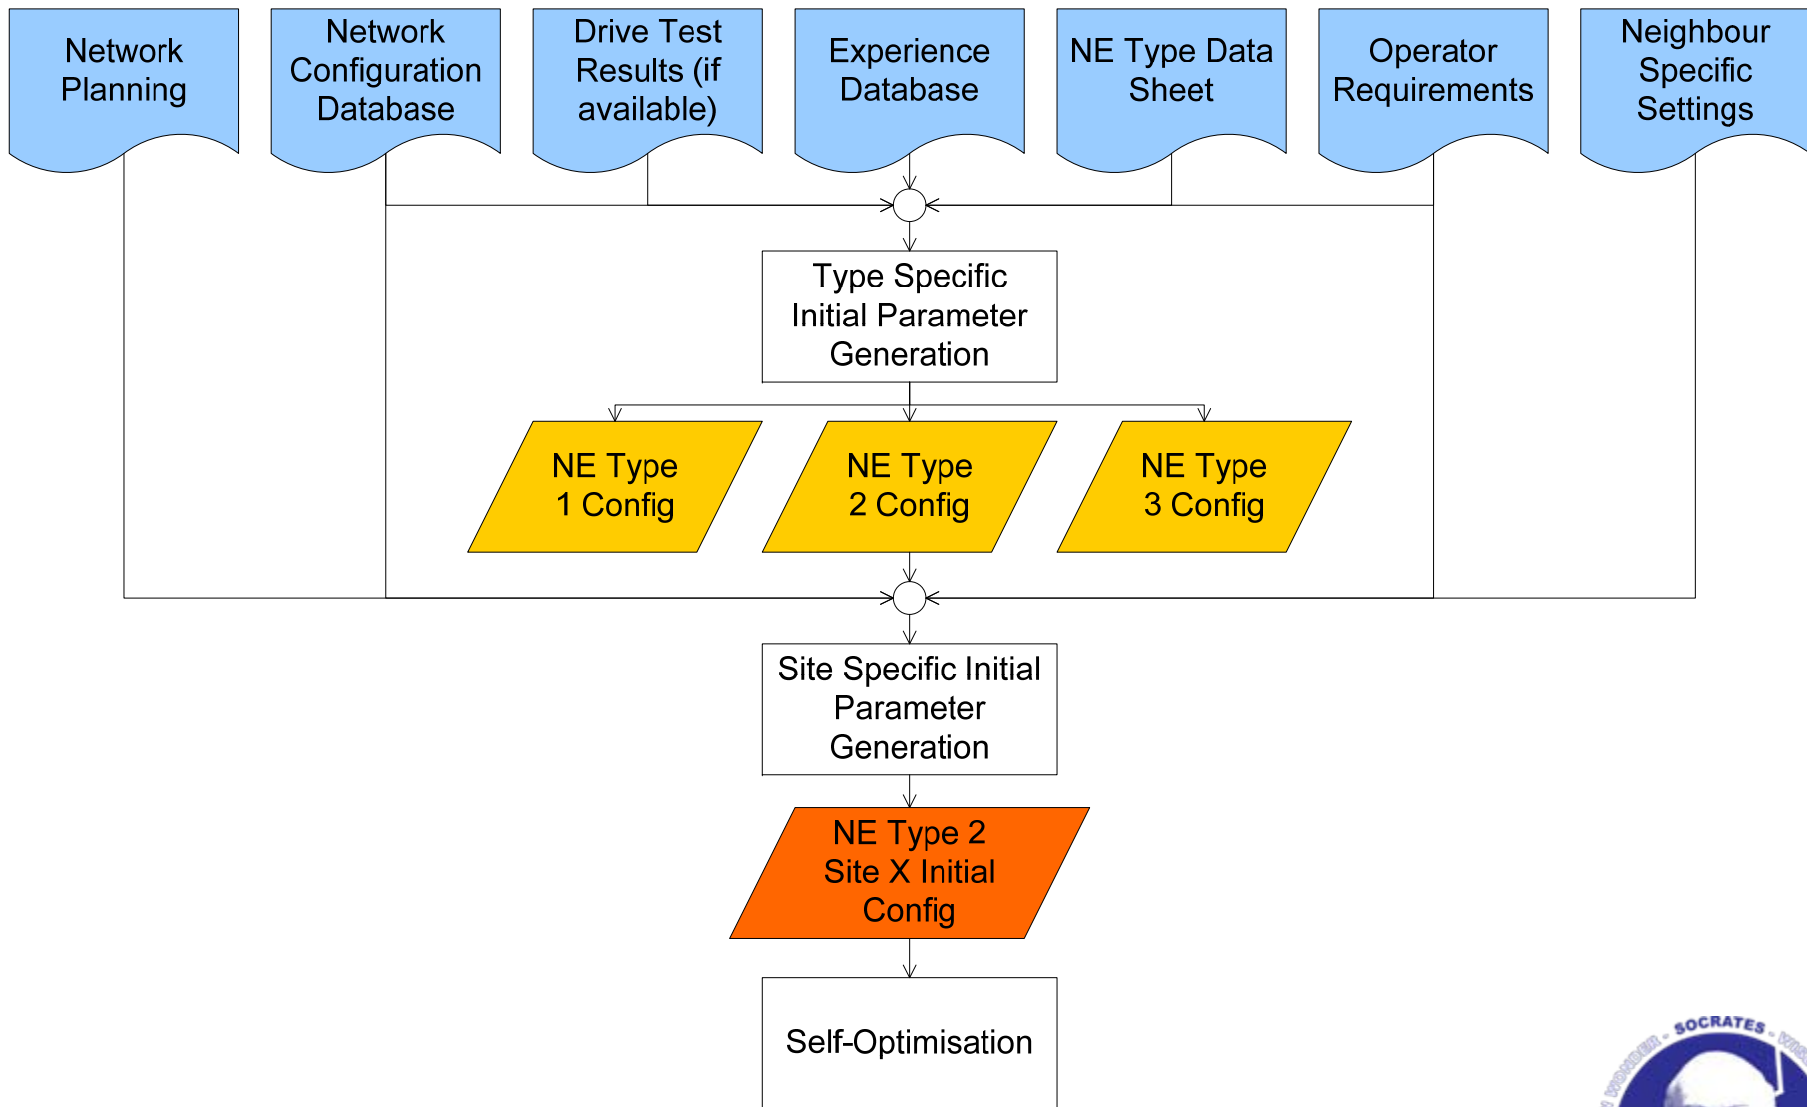 Network
Planning
Network
Configuration
Database
Drive Test
Results (if
available)
Experience
Database
NE Type Data
Sheet
Operator
Requirements
Neighbour
Specific
Settings
Type Specific
Initial Parameter
Generation
NE Type
1 Config
NE Type
2 Config
NE Type
3 Config
Site Specific Initial
Parameter
Generation
NE Type 2
Site X Initial
Config
Self-Optimisation
WONDER - SOCRATES -